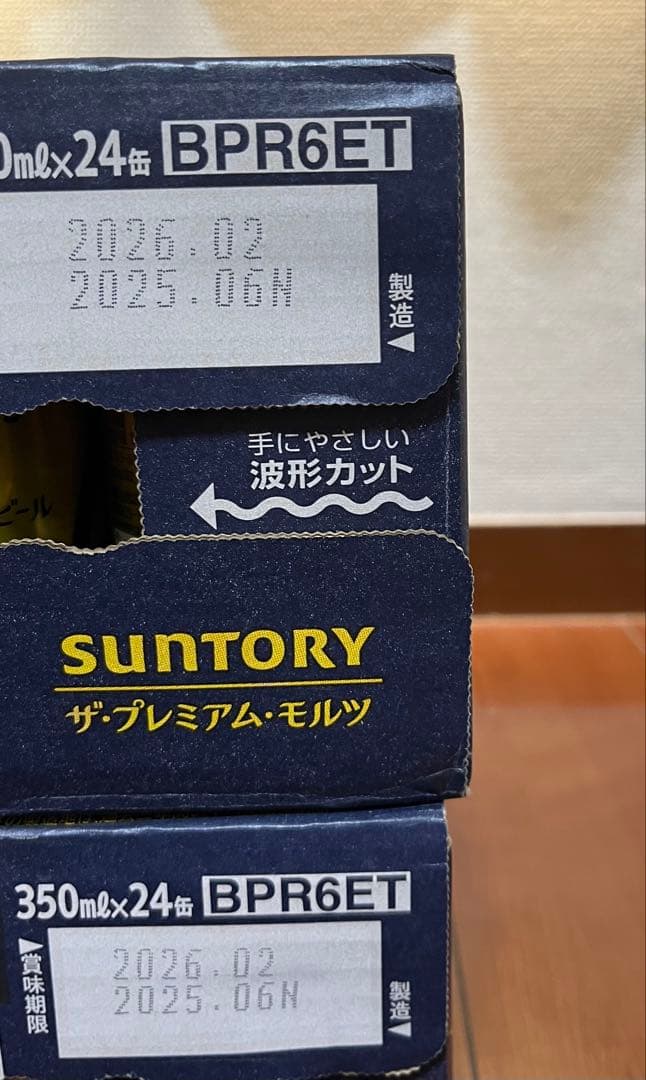 0mℓ×24缶 BPR6ET
2026.02
2025.06N
製造▶
手にやさしい
波形カット
ビール
SUNTORY
ザ・プレミアム・モルツ
350mℓ×24缶 BPR6ET
◀賞味期限
2026.02
2025.06N
製造▶